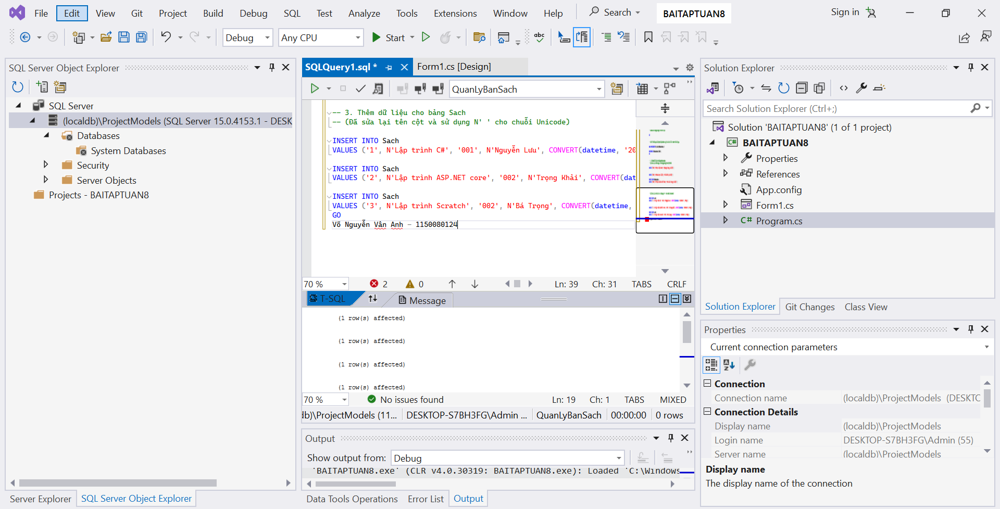 File Edit View Git Project Build Debug SQL Test Analyze Tools Extensions Window Help Search BAITAPTUAN8 Sign in
Debug Any CPU Start
SQL Server Object Explorer
SQL Server
(localdb)\ProjectModels (SQL Server 15.0.4153.1 - DESK
Databases
System Databases
Security
Server Objects
Projects - BAITAPTUAN8
Server Explorer SQL Server Object Explorer
SQLQuery1.sql * Form1.cs [Design]
QuanLyBanSach
-- 3. Thêm dữ liệu cho bảng Sach
-- (Đã sửa lại tên cột và sử dụng N' ' cho chuỗi Unicode)
INSERT INTO Sach
VALUES ('1', N'Lập trình C#', '001', N'Nguyễn Lưu', CONVERT(datetime, '20
INSERT INTO Sach
VALUES ('2', N'Lập trình ASP.NET core', '002', N'Trọng Khải', CONVERT(dat
INSERT INTO Sach
VALUES ('3', N'Lập trình Scratch', '002', N'Bá Trọng', CONVERT(datetime,
GO
Võ Nguyễn Vân Anh - 1150080124
70 % 2 0 Ln: 39 Ch: 31 TABS CRLF
T-SQL Message
(1 row(s) affected)
(1 row(s) affected)
(1 row(s) affected)
(1 row(s) affected)
70 % No issues found Ln: 19 Ch: 1 TABS MIXED
db)\ProjectModels (11... DESKTOP-S7BH3FG\Admin ... QuanLyBanSach 00:00:00 0 rows
Output
Show output from: Debug
'BAITAPTUAN8.exe' (CLR v4.0.30319: BAITAPTUAN8.exe): Loaded 'C:\Windows
Data Tools Operations Error List Output
Solution Explorer
Search Solution Explorer (Ctrl+;)
Solution 'BAITAPTUAN8' (1 of 1 project)
C# BAITAPTUAN8
Properties
References
App.config
Form1.cs
C# Program.cs
Solution Explorer Git Changes Class View
Properties
Current connection parameters
Connection
Connection name (localdb)\ProjectModels (DESKTC
Connection Details
Display name (localdb)\ProjectModels
Login name DESKTOP-S7BH3FG\Admin (55)
Server name (localdb)\ProjectModels
Display name
The display name of the connection